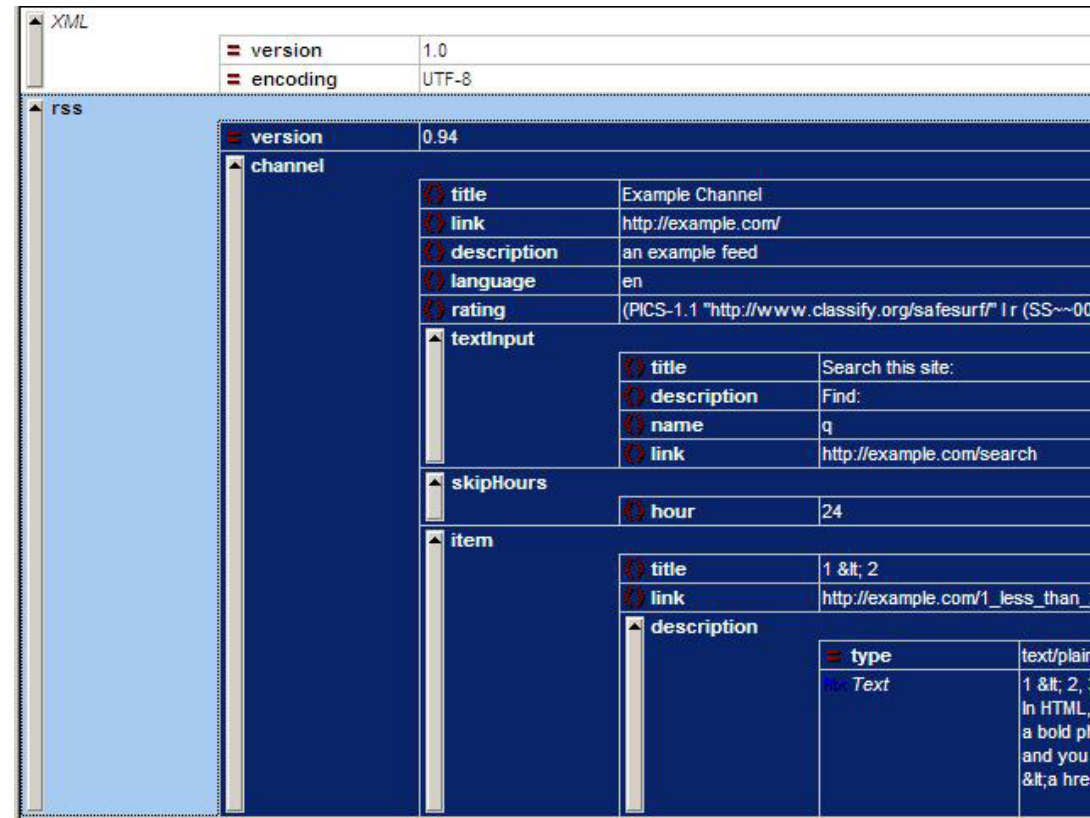 XML
version 1.0
encoding UTF-8
rss
version 0.94
channel
title Example Channel
link http://example.com/
description an example feed
language en
rating (PICS-1.1 "http://www.classify.org/safesurf/" l r (SS~~00
textInput
title Search this site:
description Find:
name q
link http://example.com/search
skipHours
hour 24
item
title 1 &lt; 2
link http://example.com/1_less_than_
description
type text/plain
Text 1 &lt; 2,
In HTML,
a bold
and you
&lt;a hre